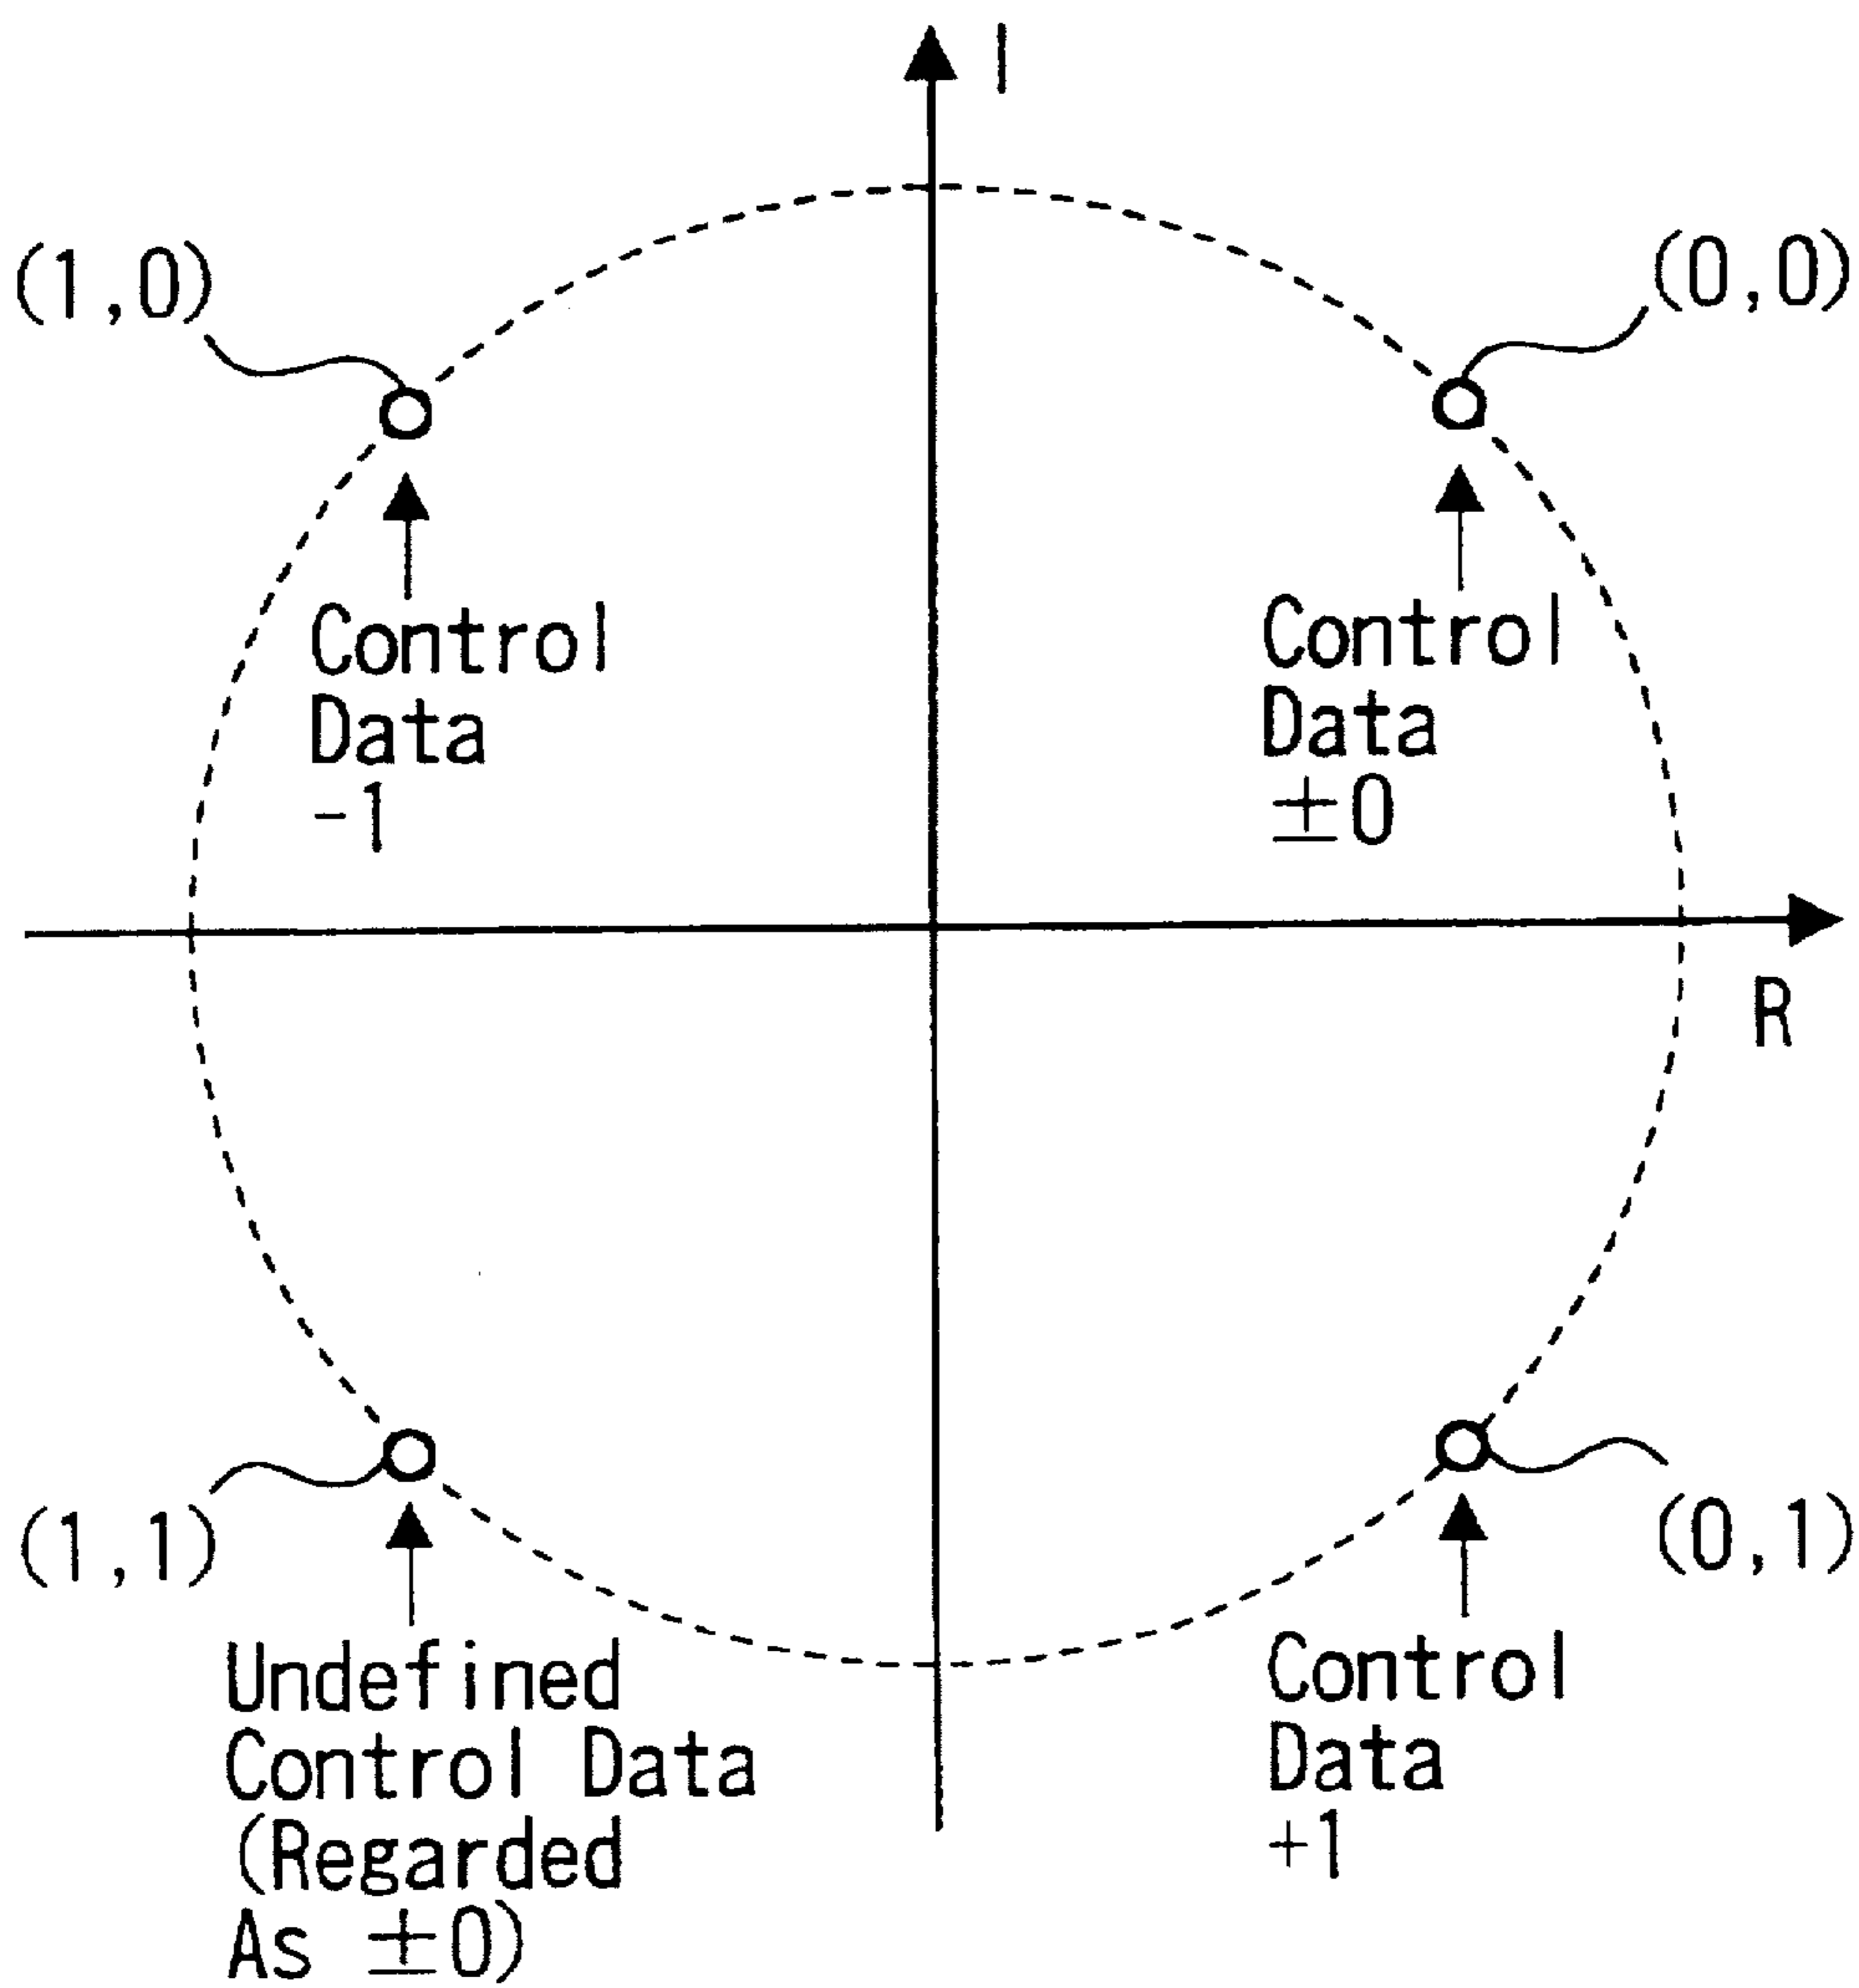 I
(1,0)
(0,0)
Control
Data
-1
Control
Data
±0
R
(1,1)
(0,1)
Undefined
Control Data
(Regarded
As ±0)
Control
Data
+1